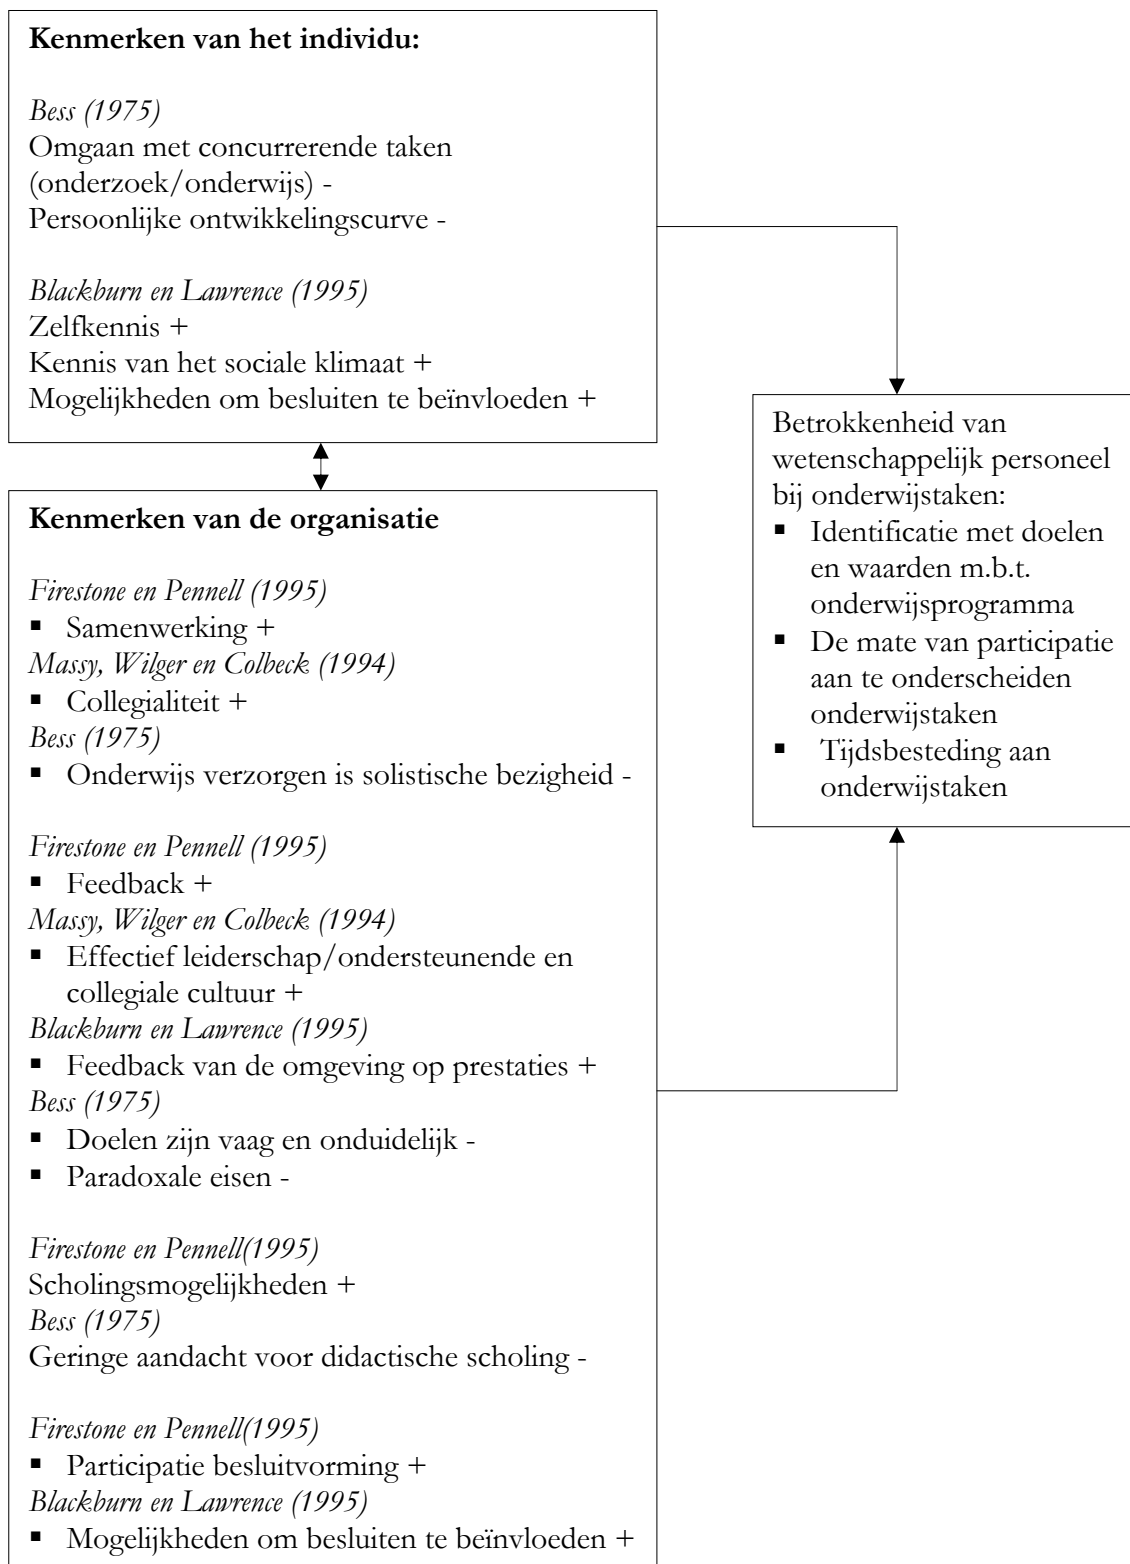 Kenmerken van het individu:
Bess (1975)
Omgaan met concurrerende taken
(onderzoek/onderwijs) -
Persoonlijke ontwikkelingscurve -
Blackburn en Lawrence (1995)
Zelfkennis +
Kennis van het sociale klimaat +
Mogelijkheden om besluiten te beïnvloeden +
Kenmerken van de organisatie
Firestone en Pennell (1995)
▪ Samenwerking +
Massy, Wilger en Colbeck (1994)
▪ Collegialiteit +
Bess (1975)
▪ Onderwijs verzorgen is solistische bezigheid -
Firestone en Pennell (1995)
▪ Feedback +
Massy, Wilger en Colbeck (1994)
▪ Effectief leiderschap/ondersteunende en
collegiale cultuur +
Blackburn en Lawrence (1995)
▪ Feedback van de omgeving op prestaties +
Bess (1975)
▪ Doelen zijn vaag en onduidelijk -
▪ Paradoxale eisen -
Firestone en Pennell(1995)
Scholingsmogelijkheden +
Bess (1975)
Geringe aandacht voor didactische scholing -
Firestone en Pennell(1995)
▪ Participatie besluitvorming +
Blackburn en Lawrence (1995)
▪ Mogelijkheden om besluiten te beïnvloeden +
Betrokkenheid van
wetenschappelijk personeel
bij onderwijstaken:
▪ Identificatie met doelen
en waarden m.b.t.
onderwijsprogramma
▪ De mate van participatie
aan te onderscheiden
onderwijstaken
▪ Tijdsbesteding aan
onderwijstaken